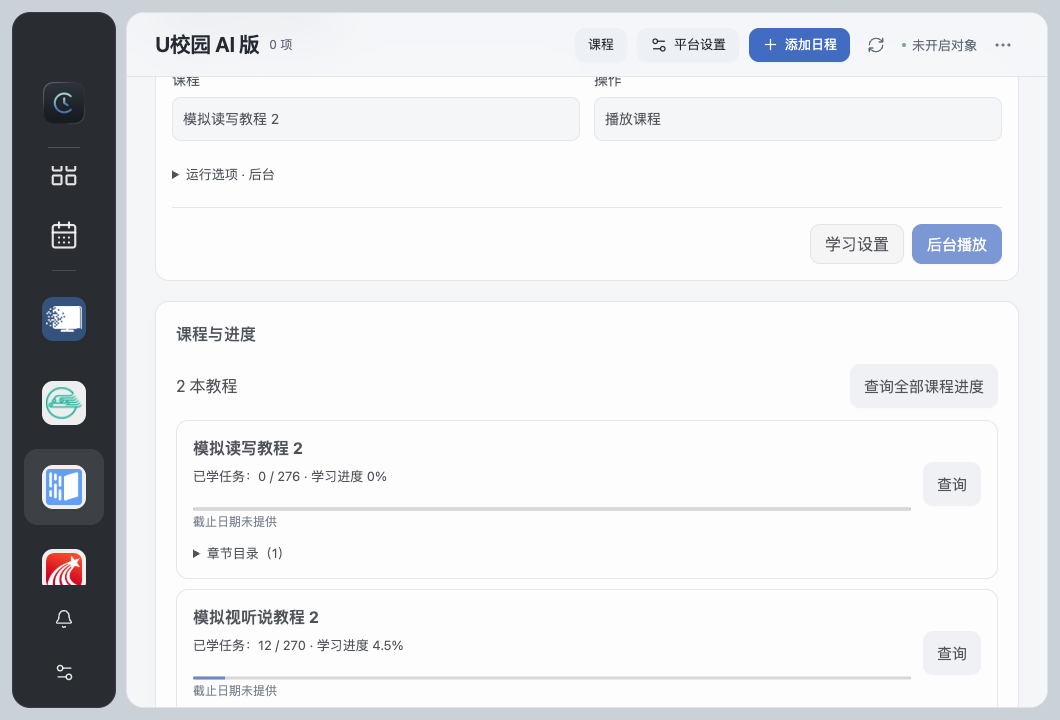 U校园 AI 版 0 项 课程 平台设置 添加日程 未开启对象
课程 操作
模拟读写教程 2 播放课程
运行选项 · 后台
学习设置 后台播放
课程与进度
2 本教程 查询全部课程进度
模拟读写教程 2
已学任务：0 / 276 · 学习进度 0%
查询
截止日期未提供
章节目录（1）
模拟视听说教程 2
已学任务：12 / 270 · 学习进度 4.5%
查询
截止日期未提供